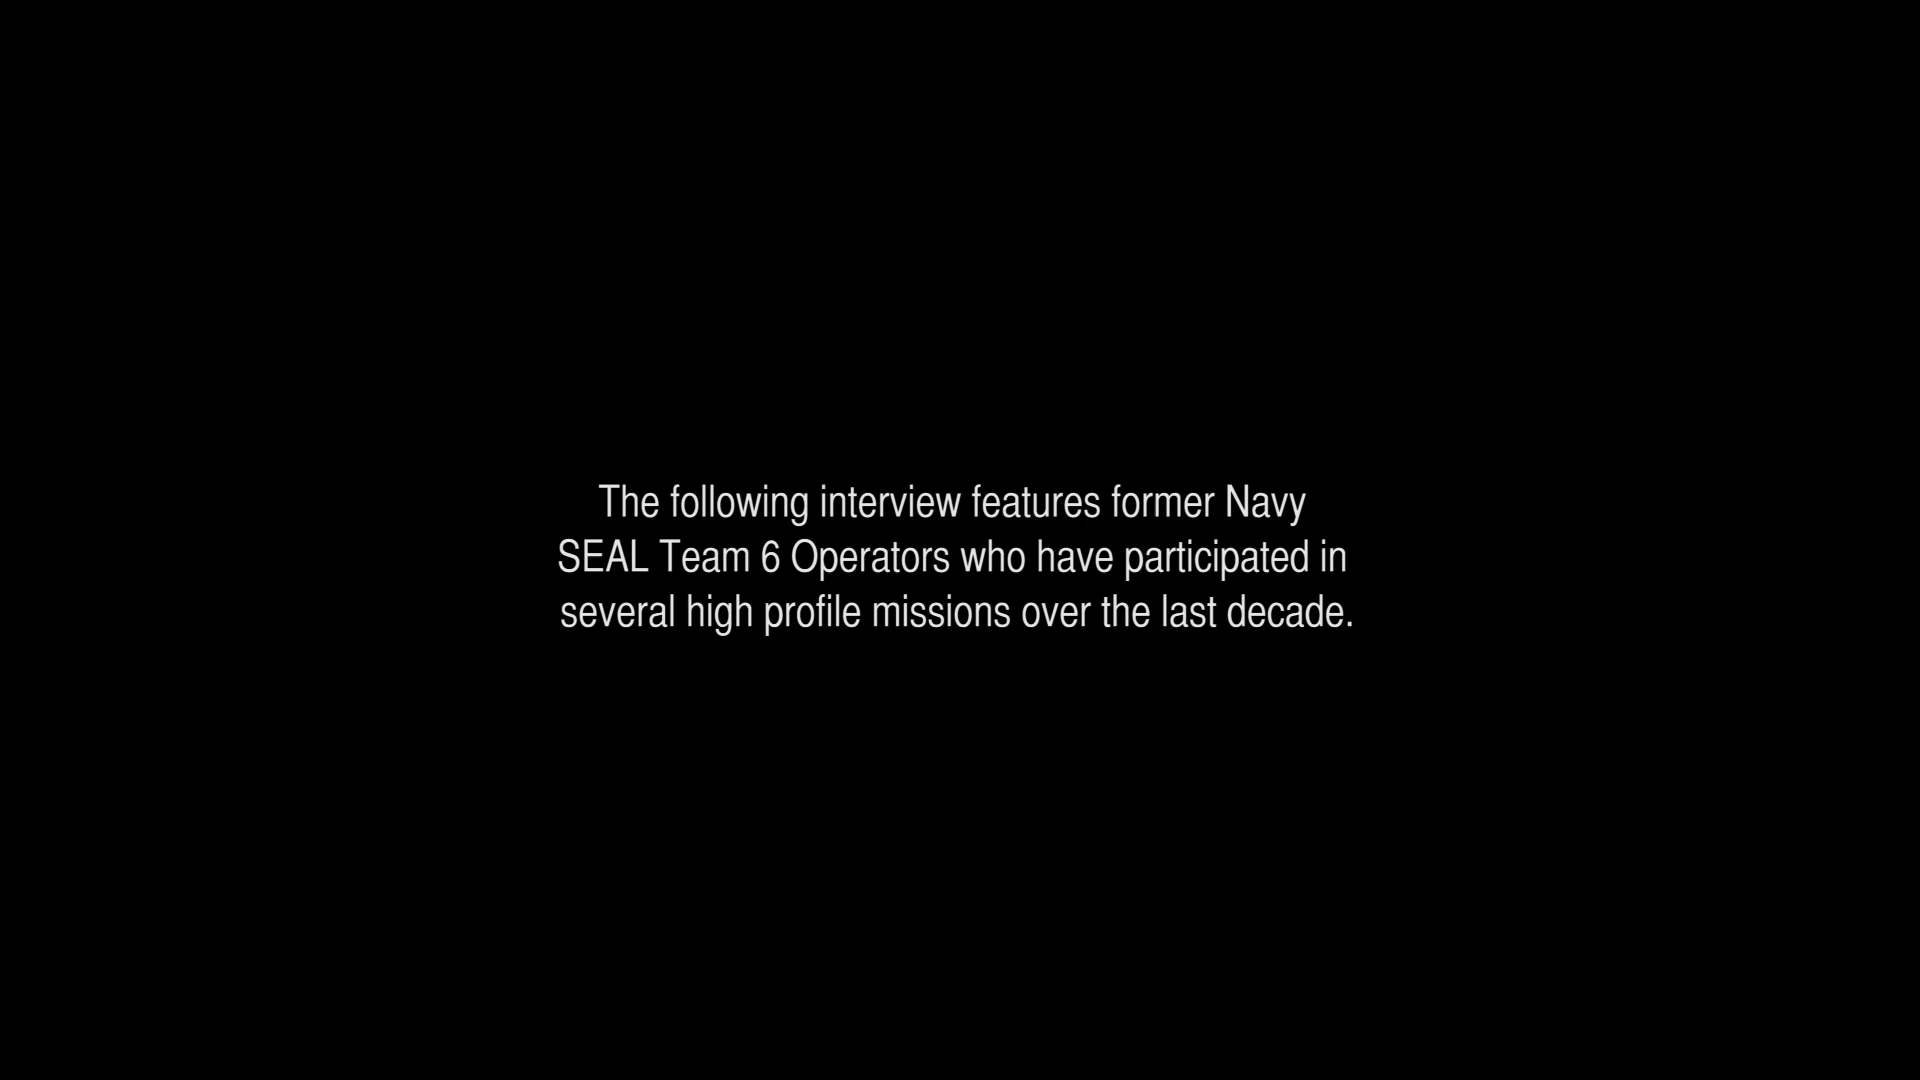 The following interview features former Navy
SEAL Team 6 Operators who have participated in
several high profile missions over the last decade.